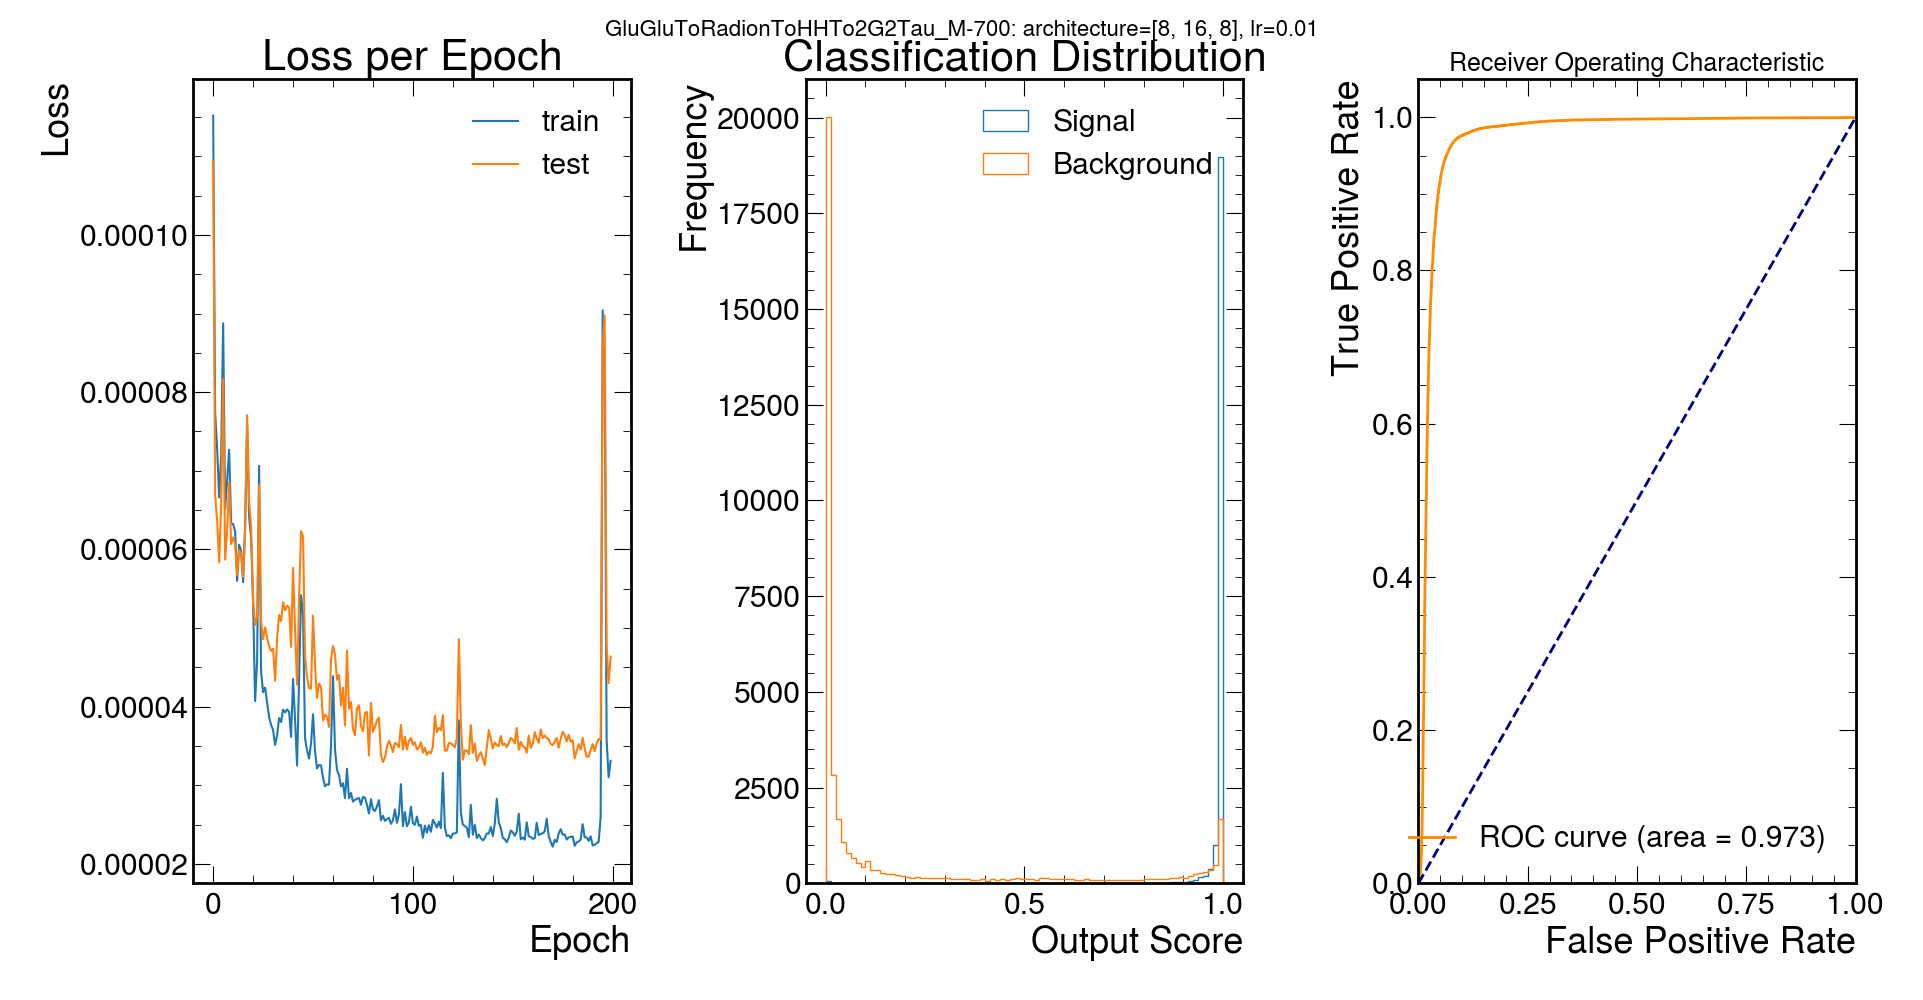 GluGluToRadionToHHTo2G2Tau_M-700: architecture=[8, 16, 8], lr=0.01
Loss per Epoch
Loss
train
test
0.00010
0.00008
0.00006
0.00004
0.00002
0
100
200
Epoch
Classification Distribution
Frequency
Signal
Background
20000
17500
15000
12500
10000
7500
5000
2500
0
0.0
0.5
1.0
Output Score
Receiver Operating Characteristic
True Positive Rate
1.0
0.8
0.6
0.4
0.2
0.0
ROC curve (area = 0.973)
0.00
0.25
0.50
0.75
1.00
False Positive Rate